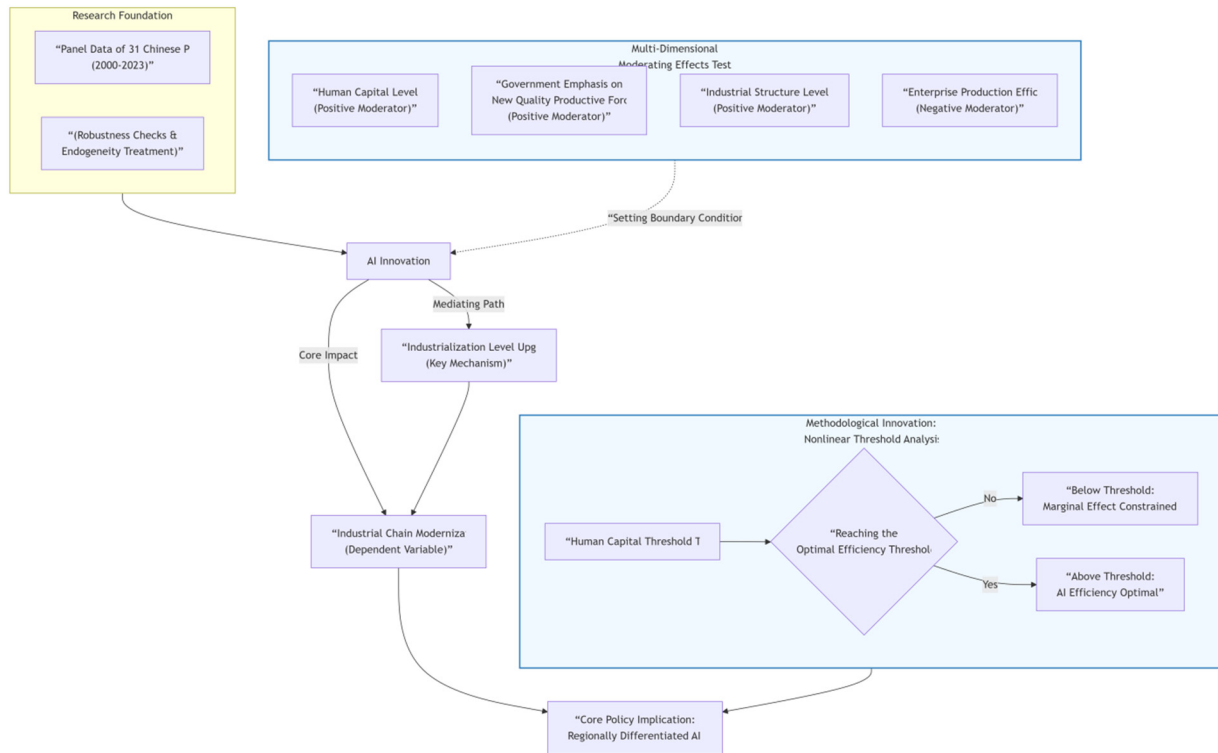 Research Foundation
“Panel Data of 31 Chinese P
(2000-2023)”
“(Robustness Checks &
Endogeneity Treatment)”
Multi-Dimensional
Moderating Effects Test
“Human Capital Level
(Positive Moderator)”
“Government Emphasis on
New Quality Productive Forc
(Positive Moderator)”
“Industrial Structure Level
(Positive Moderator)”
“Enterprise Production Effic
(Negative Moderator)”
“Setting Boundary Condition
AI Innovation
Mediating Path
Core Impact
“Industrialization Level Upg
(Key Mechanism)”
“Industrial Chain Moderniza
(Dependent Variable)”
Methodological Innovation:
Nonlinear Threshold Analysis
“Human Capital Threshold T
“Reaching the
Optimal Efficiency Threshold
No
“Below Threshold:
Marginal Effect Constrained
Yes
“Above Threshold:
AI Efficiency Optimal”
“Core Policy Implication:
Regionally Differentiated AI